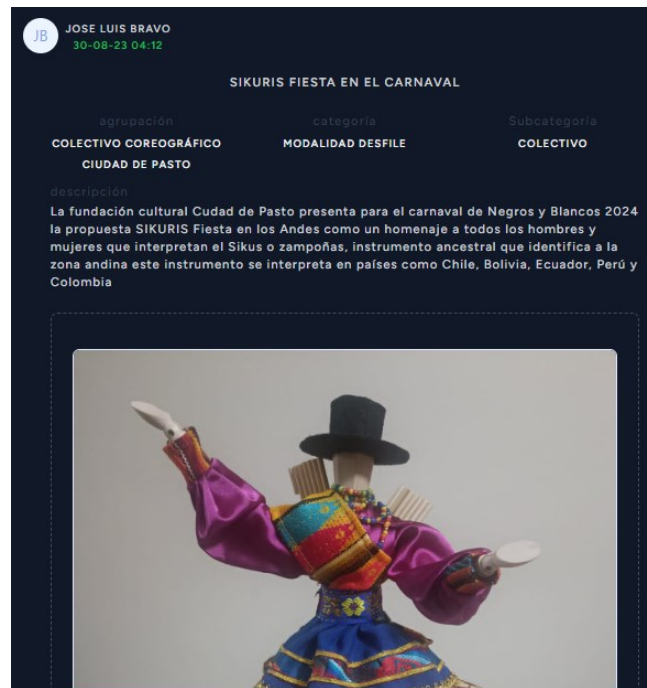 JB
JOSE LUIS BRAVO
30-08-23 04:12
SIKURIS FIESTA EN EL CARNAVAL
agrupación
categoría
Subcategoría
COLECTIVO COREOGRÁFICO
CIUDAD DE PASTO
MODALIDAD DESFILE
COLECTIVO
descripción
La fundación cultural Cudad de Pasto presenta para el carnaval de Negros y Blancos 2024
la propuesta SIKURIS Fiesta en los Andes como un homenaje a todos los hombres y
mujeres que interpretan el Sikus o zampoñas, instrumento ancestral que identifica a la
zona andina este instrumento se interpreta en países como Chile, Bolivia, Ecuador, Perú y
Colombia